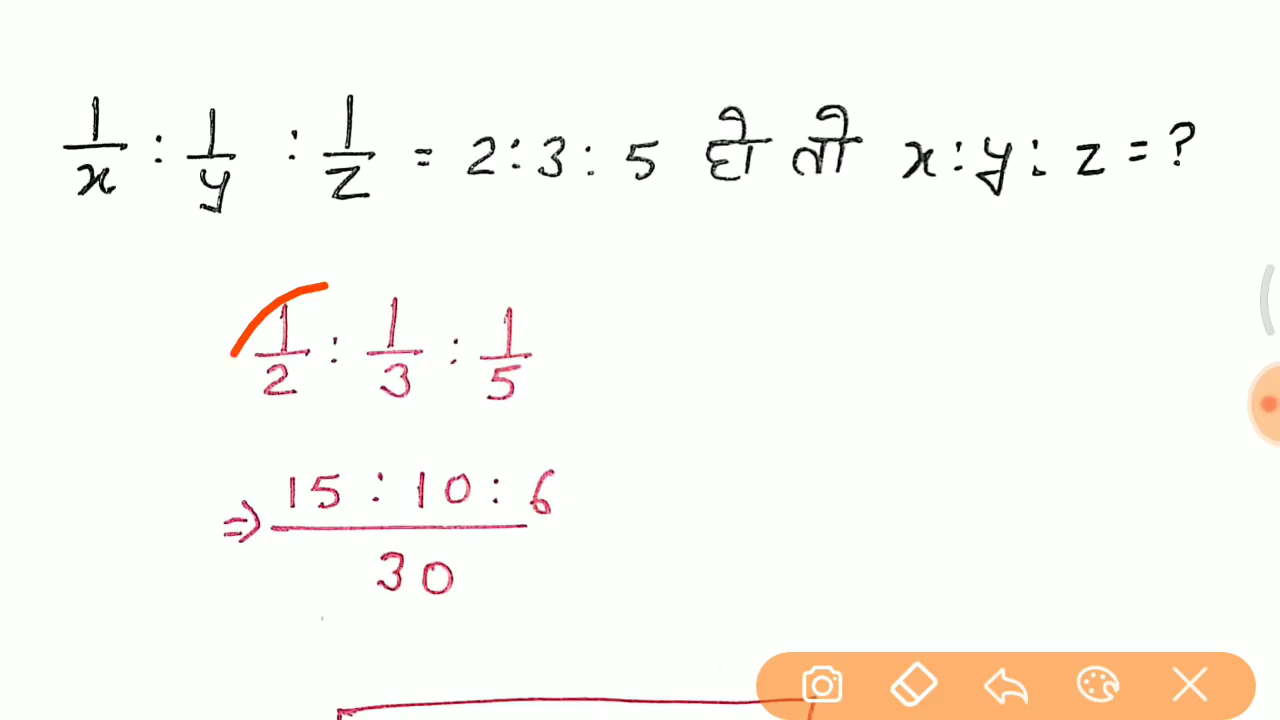 1/x : 1/y : 1/z = 2 : 3 : 5 हो तो x : y : z = ?
1/2 : 1/3 : 1/5
⇒ 15 : 10 : 6 / 30